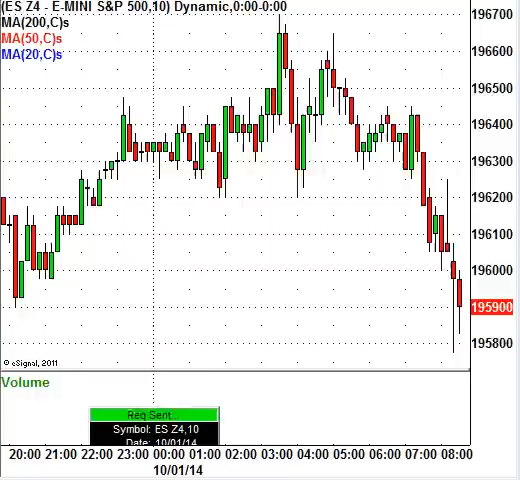 (ES Z4 - E-MINI S&P 500,10) Dynamic,0:00-0:00
MA(200,C)s
MA(50,C)s
MA(20,C)s
196700
196600
196500
196400
196300
196200
196100
196000
195900
195800
© eSignal, 2011
Volume
Req Sent...
Symbol: ES Z4,10
Date: 10/01/14
20:00 21:00 22:00 23:00 00:00 01:00 02:00 03:00 04:00 05:00 06:00 07:00 08:00
10/01/14